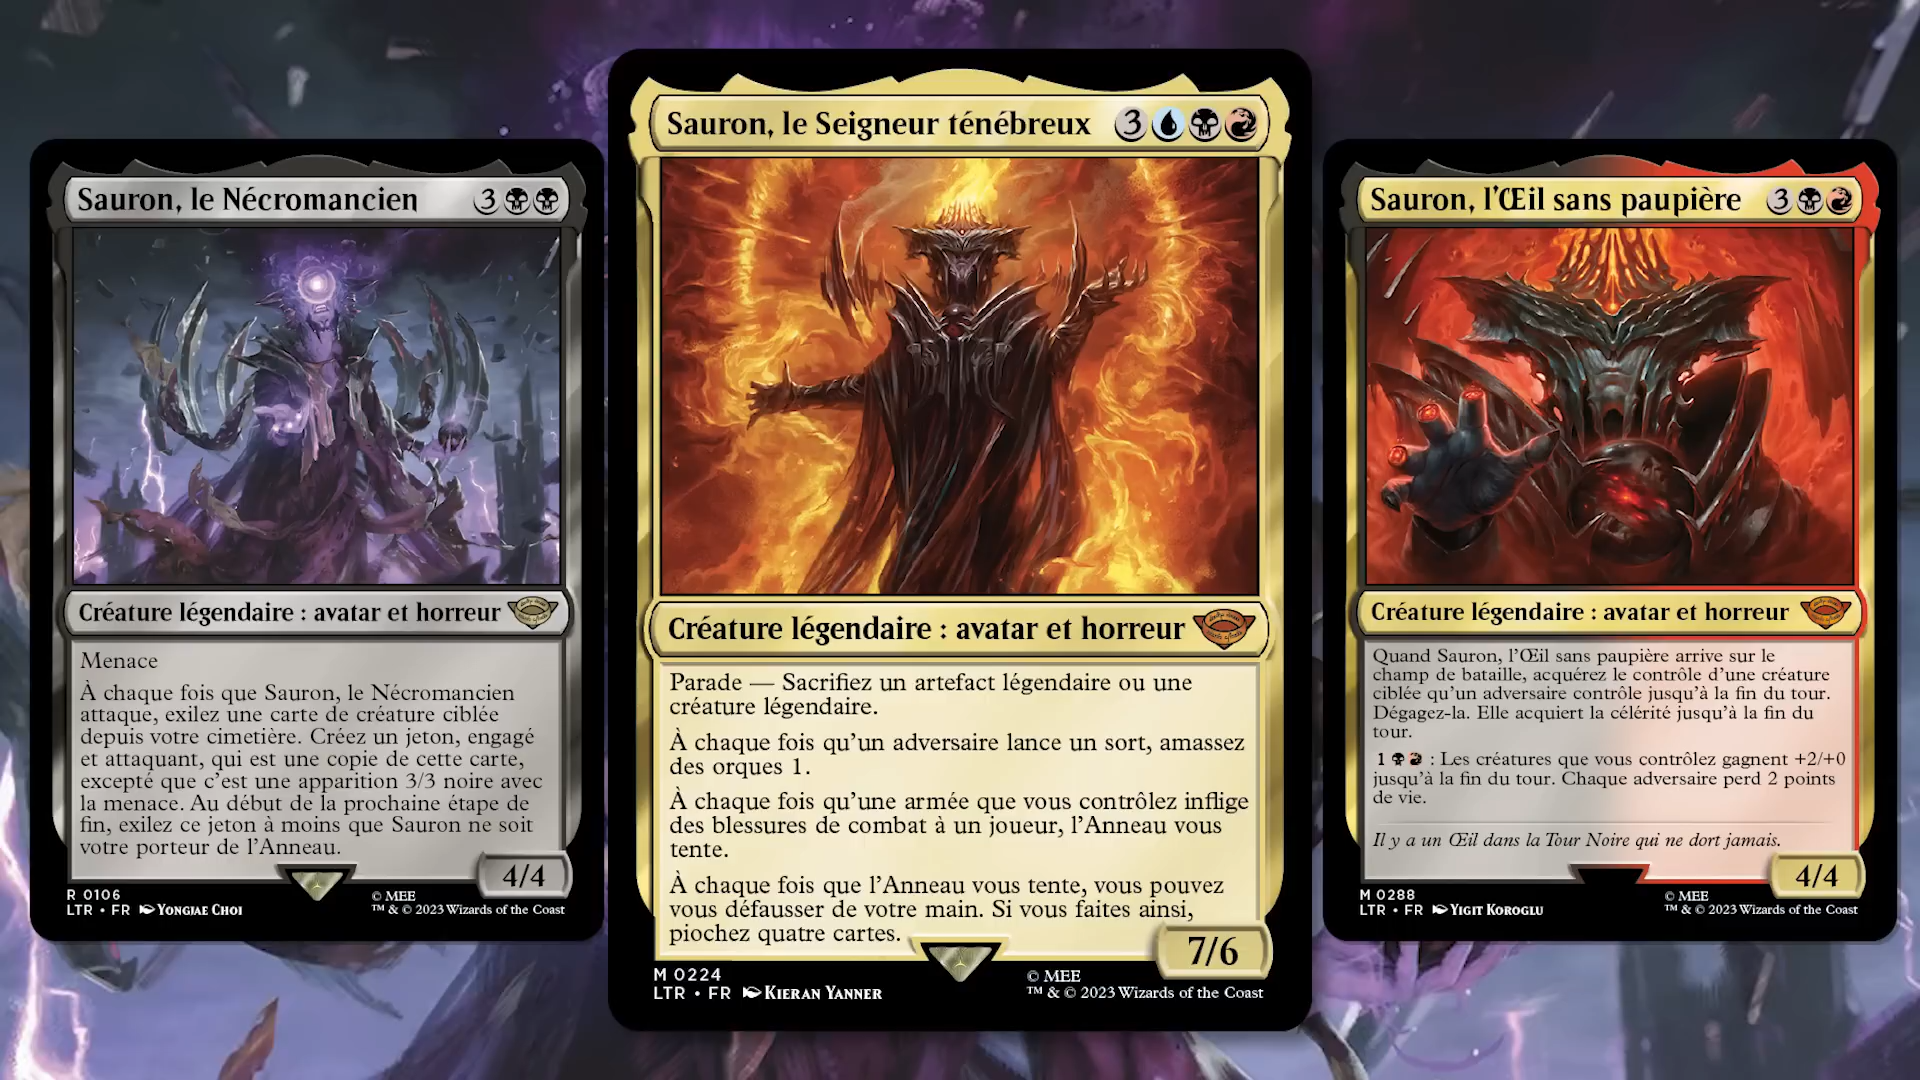 Sauron, le Nécromancien 3
Créature légendaire : avatar et horreur
Menace
À chaque fois que Sauron, le Nécromancien
attaque, exilez une carte de créature ciblée
depuis votre cimetière. Créez un jeton, engagé
et attaquant, qui est une copie de cette carte,
excepté que c'est une apparition 3/3 noire avec
la menace. Au début de la prochaine étape de
fin, exilez ce jeton à moins que Sauron ne soit
votre porteur de l'Anneau.
4/4
R 0106
LTR • FR Yongjae Choi
© MEE
™ & © 2023 Wizards of the Coast
Sauron, le Seigneur ténébreux 3
Créature légendaire : avatar et horreur
Parade — Sacrifiez un artefact légendaire ou une
créature légendaire.
À chaque fois qu'un adversaire lance un sort, amassez
des orques 1.
À chaque fois qu'une armée que vous contrôlez inflige
des blessures de combat à un joueur, l'Anneau vous
tente.
À chaque fois que l'Anneau vous tente, vous pouvez
vous défausser de votre main. Si vous faites ainsi,
piochez quatre cartes.
7/6
M 0224
LTR • FR Kieran Yanner
© MEE
™ & © 2023 Wizards of the Coast
Sauron, l'Œil sans paupière 3
Créature légendaire : avatar et horreur
Quand Sauron, l'Œil sans paupière arrive sur le
champ de bataille, acquérez le contrôle d'une créature
ciblée qu'un adversaire contrôle jusqu'à la fin du tour.
Dégagez-la. Elle acquiert la célérité jusqu'à la fin du
tour.
1 : Les créatures que vous contrôlez gagnent +2/+0
jusqu'à la fin du tour. Chaque adversaire perd 2 points
de vie.
Il y a un Œil dans la Tour Noire qui ne dort jamais.
4/4
M 0288
LTR • FR Yigit Koroglu
© MEE
™ & © 2023 Wizards of the Coast